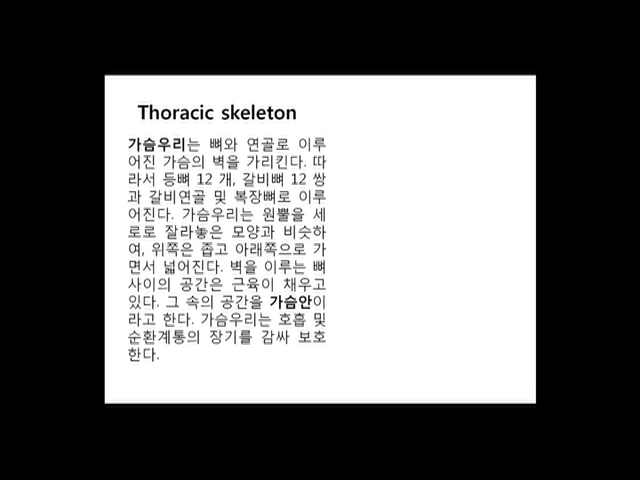 Thoracic skeleton
가슴우리는 뼈와 연골로 이루
어진 가슴의 벽을 가리킨다. 따
라서 등뼈 12 개, 갈비뼈 12 쌍
과 갈비연골 및 복장뼈로 이루
어진다. 가슴우리는 원뿔을 세
로로 잘라놓은 모양과 비슷하
여, 위쪽은 좁고 아래쪽으로 가
면서 넓어진다. 벽을 이루는 뼈
사이의 공간은 근육이 채우고
있다. 그 속의 공간을 가슴안이
라고 한다. 가슴우리는 호흡 및
순환계통의 장기를 감싸 보호
한다.